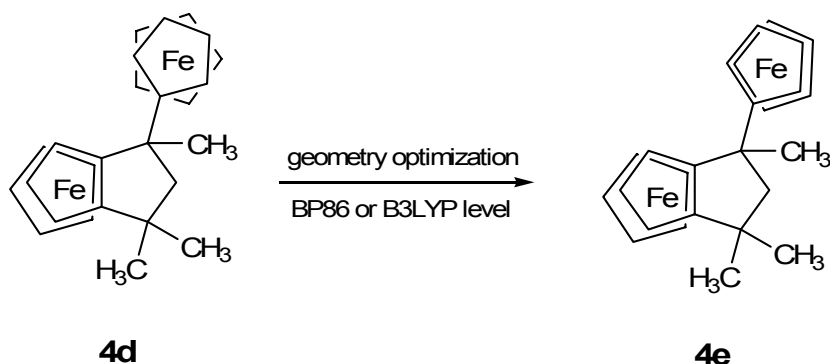 Fe
Fe
CH3
CH3
H3C
geometry optimization
BP86 or B3LYP level
Fe
Fe
CH3
CH3
H3C
4d
4e